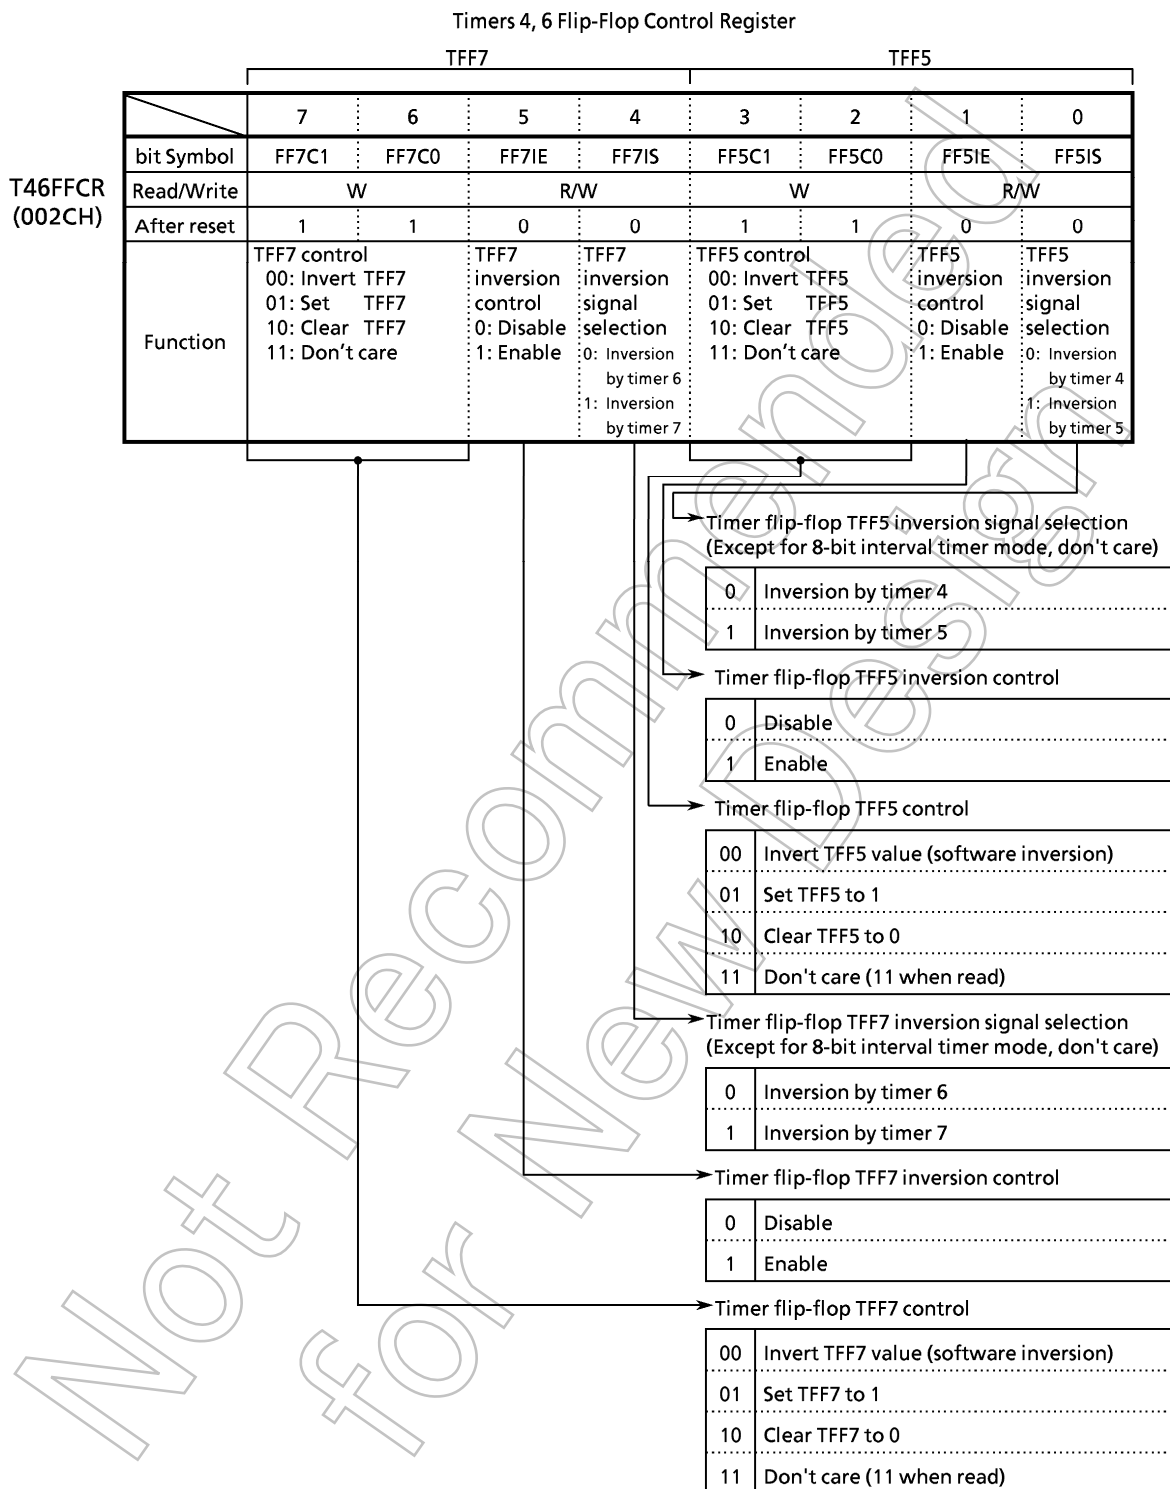 Timers 4, 6 Flip-Flop Control Register
TFF7 TFF5
7 6 5 4 3 2 1 0
bit Symbol FF7C1 FF7C0 FF7IE FF7IS FF5C1 FF5C0 FF5IE FF5IS
T46FFCR
(002CH)
Read/Write W R/W W R/W
After reset 1 1 0 0 1 1 0 0
Function
TFF7 control
00: Invert TFF7
01: Set TFF7
10: Clear TFF7
11: Don't care
TFF7
inversion
control
0: Disable
1: Enable
TFF7
inversion
signal
selection
0: Inversion
by timer 6
1: Inversion
by timer 7
TFF5 control
00: Invert TFF5
01: Set TFF5
10: Clear TFF5
11: Don't care
TFF5
inversion
control
0: Disable
1: Enable
TFF5
inversion
signal
selection
0: Inversion
by timer 4
1: Inversion
by timer 5
Timer flip-flop TFF5 inversion signal selection
(Except for 8-bit interval timer mode, don't care)
0 Inversion by timer 4
1 Inversion by timer 5
Timer flip-flop TFF5 inversion control
0 Disable
1 Enable
Timer flip-flop TFF5 control
00 Invert TFF5 value (software inversion)
01 Set TFF5 to 1
10 Clear TFF5 to 0
11 Don't care (11 when read)
Timer flip-flop TFF7 inversion signal selection
(Except for 8-bit interval timer mode, don't care)
0 Inversion by timer 6
1 Inversion by timer 7
Timer flip-flop TFF7 inversion control
0 Disable
1 Enable
Timer flip-flop TFF7 control
00 Invert TFF7 value (software inversion)
01 Set TFF7 to 1
10 Clear TFF7 to 0
11 Don't care (11 when read)
Not Recommended
for New Design